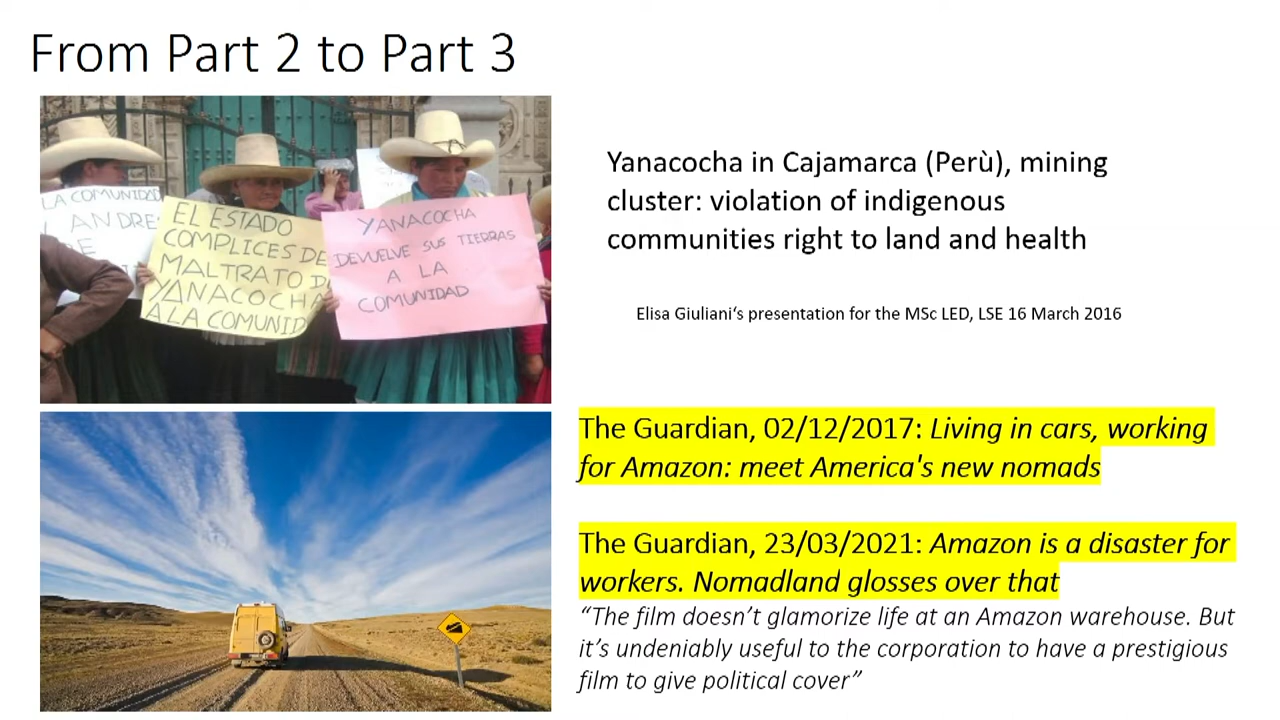 From Part 2 to Part 3
LA COMUNIDAD
ANDRE
EL ESTADO
COMPLICES DE
MALTRATO D
YANACOCHA
A LA COMUNID
YANACOCHA
DEVUELVE SUS TIERRAS
A LA
COMUNIDAD
Yanacocha in Cajamarca (Perù), mining
cluster: violation of indigenous
communities right to land and health
Elisa Giuliani‘s presentation for the MSc LED, LSE 16 March 2016
The Guardian, 02/12/2017: Living in cars, working
for Amazon: meet America's new nomads
The Guardian, 23/03/2021: Amazon is a disaster for
workers. Nomadland glosses over that
“The film doesn’t glamorize life at an Amazon warehouse. But
it’s undeniably useful to the corporation to have a prestigious
film to give political cover”